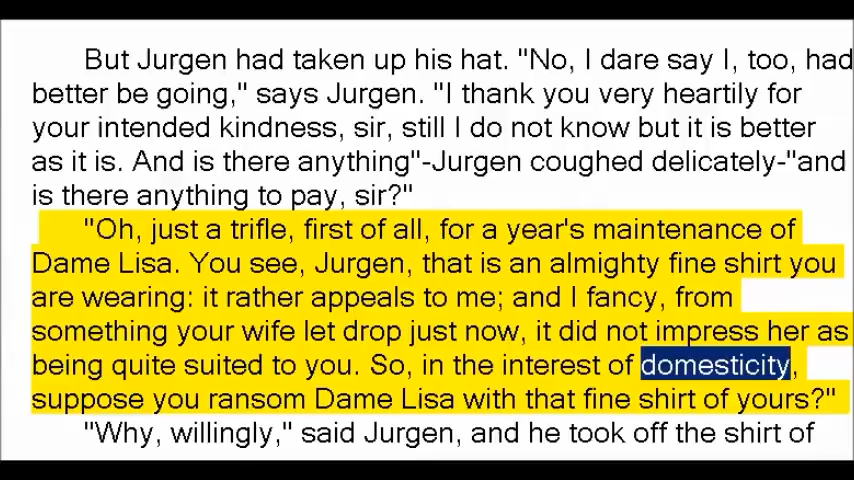 But Jurgen had taken up his hat. "No, I dare say I, too, had
better be going," says Jurgen. "I thank you very heartily for
your intended kindness, sir, still I do not know but it is better
as it is. And is there anything"-Jurgen coughed delicately-"and
is there anything to pay, sir?"
"Oh, just a trifle, first of all, for a year's maintenance of
Dame Lisa. You see, Jurgen, that is an almighty fine shirt you
are wearing: it rather appeals to me; and I fancy, from
something your wife let drop just now, it did not impress her as
being quite suited to you. So, in the interest of domesticity,
suppose you ransom Dame Lisa with that fine shirt of yours?"
"Why, willingly," said Jurgen, and he took off the shirt of